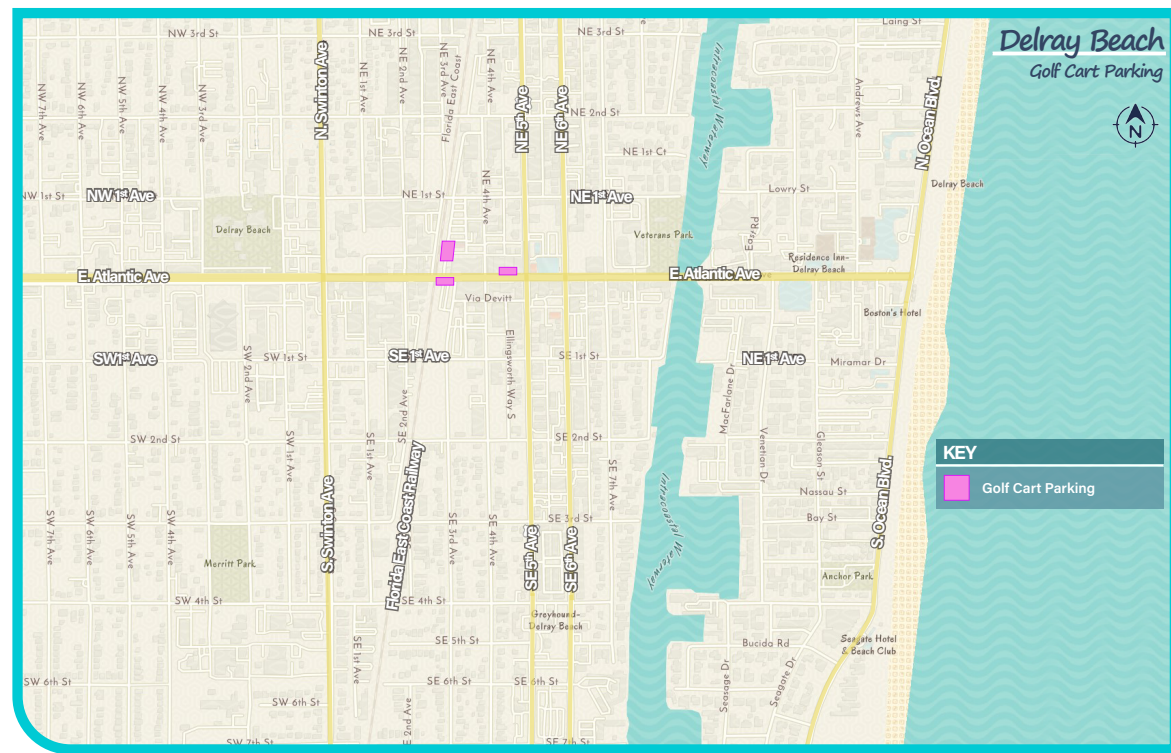 Delray Beach
Golf Cart Parking
N
Laing St
NW 3rd St
NE 3rd St
NE 3rd St
NW 7th Ave
NW 6th Ave
NW 5th Ave
NW 4th Ave
NW 3rd Ave
N. Swinton Ave
NE 1st Ave
NE 2nd Ave
NE 3rd Ave
Florida East Coast
NE 4th Ave
NE 5th Ave
NE 6th Ave
NE 2nd St
Intracoastal Waterway
Andrews Ave
N. Ocean Blvd.
NE 1st Ct
NW 1st St
NW 1st Ave
NE 1st St
NE 4th Ave
NE 1st Ave
Lowry St
Delray Beach
Delray Beach
Veterans Park
East Rd
Residence Inn-
Delray Beach
E. Atlantic Ave
E. Atlantic Ave
Via Devitt
Boston's Hotel
Ellingsworth Way S
SW 1st Ave
SW 2nd Ave
SW 1st St
SE 1st Ave
SE 1st St
NE 1st Ave
Miramar Dr
MacFarlane Dr
SE 2nd Ave
SW 2nd St
SW 1st Ave
SE 1st Ave
SE 2nd St
Venetian Dr
Gleason St
KEY
Golf Cart Parking
Florida East Coast Railway
SE 7th Ave
Intracoastal Waterway
Nassau St
S. Ocean Blvd.
Bay St
SW 7th Ave
SW 6th Ave
SW 5th Ave
SW 4th Ave
S. Swinton Ave
SE 3rd Ave
SE 4th Ave
SE 3rd St
SE 5th Ave
SE 6th Ave
Merritt Park
Anchor Park
SW 4th St
SE 4th St
Greyhound-
Delray Beach
SE 5th St
SE 1st Ave
Bucida Rd
Seagate Hotel
& Beach Club
Seasage Dr
Seagate Dr
SW 6th St
SE 6th St
SE 6th St
SW 6th St
E 2nd Ave
SW 7th St
SE 7th St